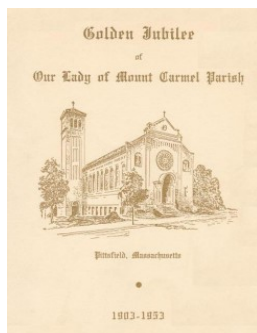 Golden Jubilee
of
Our Lady of Mount Carmel Parish
Pittsfield, Massachusetts
1903-1953